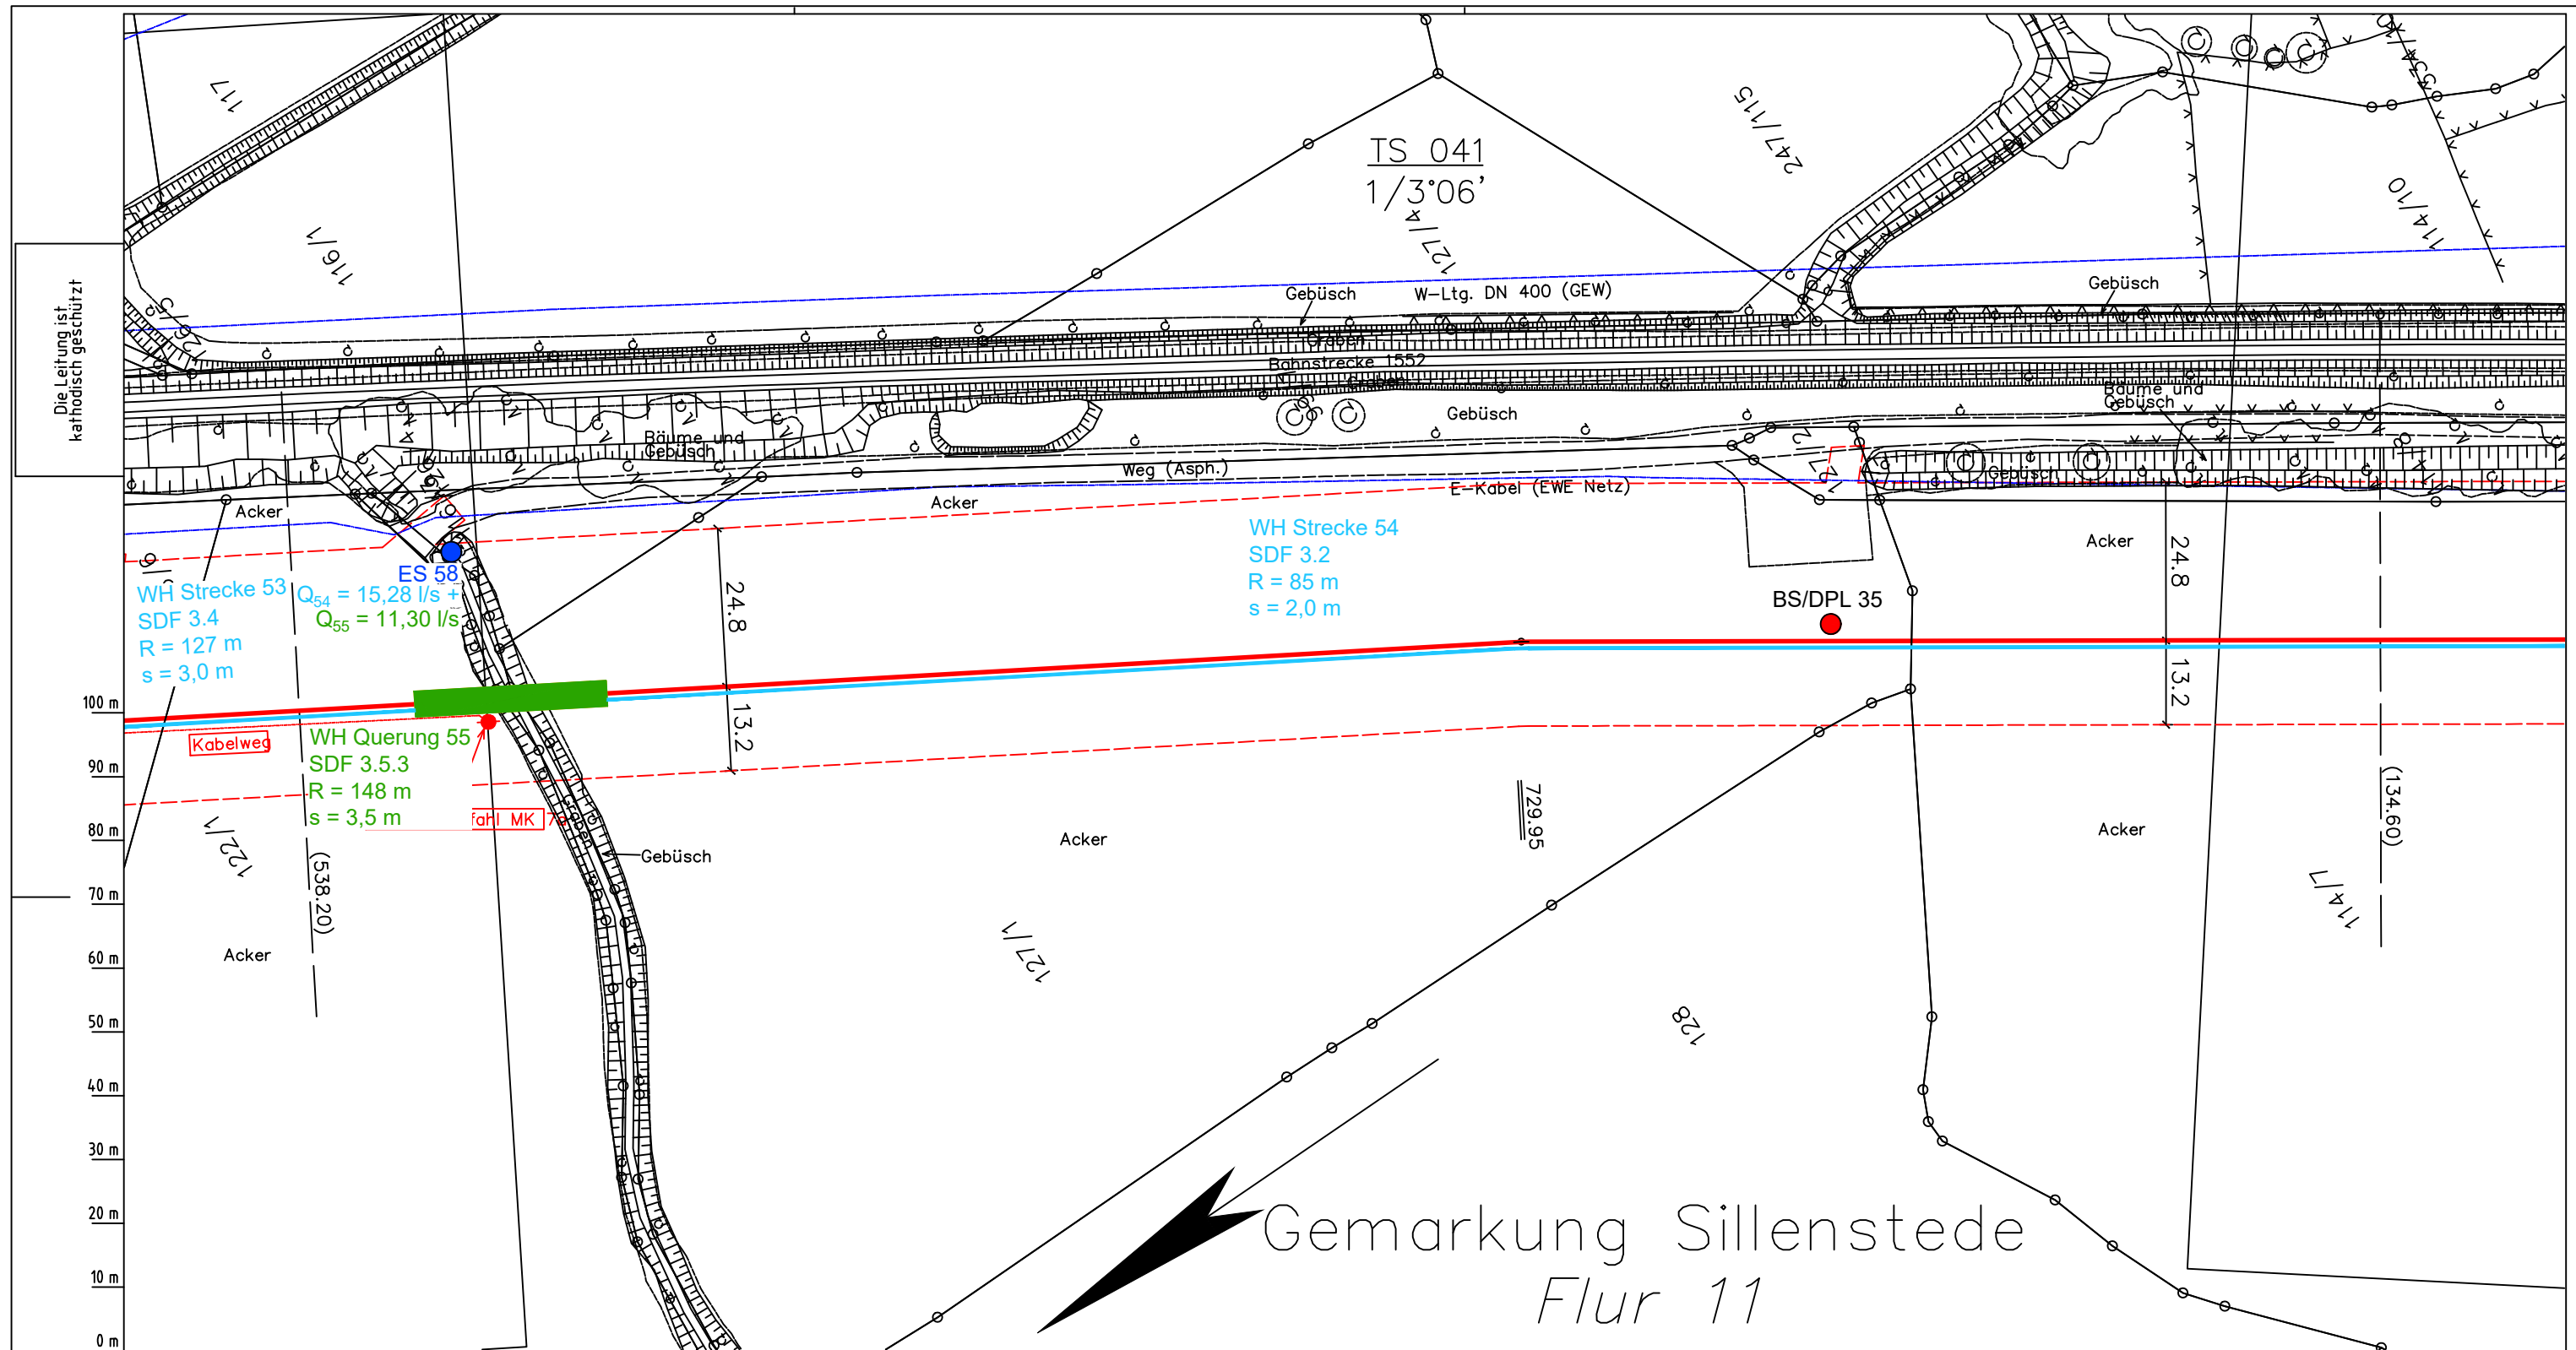 117
116/1
TS 041
1/3°06'
127/4
247/115
114/10
Die Leitung ist
kathodisch geschützt
Gebüsch
W-Ltg. DN 400 (GEW)
Gebüsch
Graben
Bahnstrecke 1552
Graben
Gebüsch
Bäume und
Gebüsch
Bäume und
Gebüsch
Weg (Asph.)
Gebüsch
E-Kabel (EWE Netz)
Acker
Acker
Acker
WH Strecke 53
SDF 3.4
R = 127 m
s = 3,0 m
ES 58
Q54 = 15,28 l/s +
Q55 = 11,30 l/s
WH Strecke 54
SDF 3.2
R = 85 m
s = 2,0 m
BS/DPL 35
24.8
13.2
24.8
13.2
Kabelweg
WH Querung 55
SDF 3.5.3
R = 148 m
s = 3,5 m
fahl MK 7a
Graben
Gebüsch
122/1
(538.20)
Acker
Acker
729.95
Acker
(134.60)
114/7
127/1
128
100 m
90 m
80 m
70 m
60 m
50 m
40 m
30 m
20 m
10 m
0 m
Gemarkung Sillenstede
Flur 11